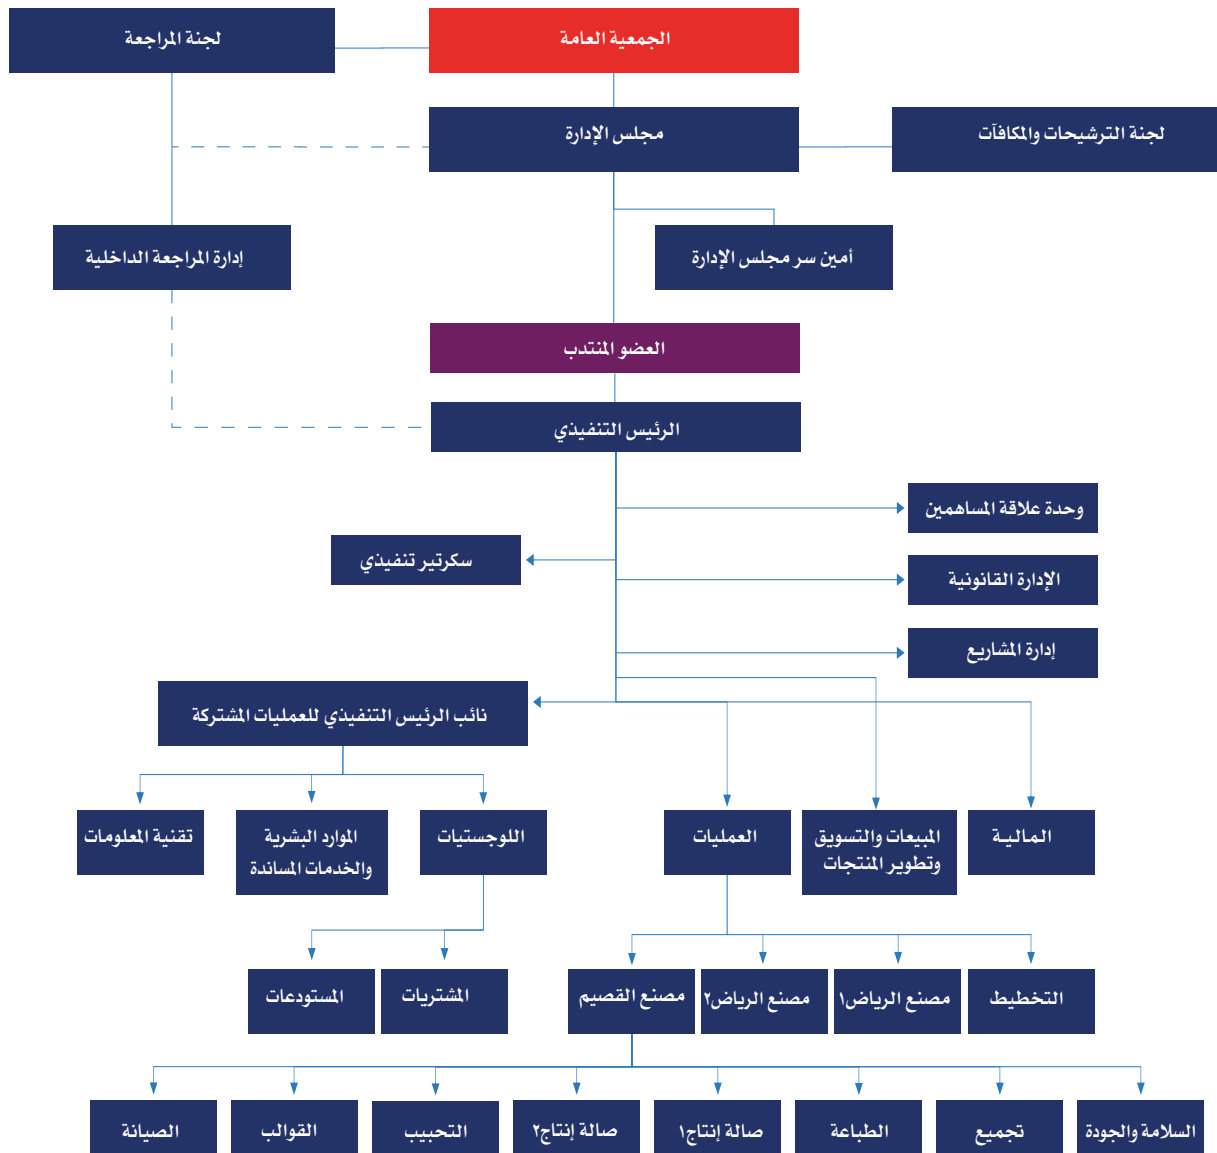 الجمعية العامة
لجنة المراجعة
لجنة الترشيحات والمكافآت
مجلس الإدارة
أمين سر مجلس الإدارة
إدارة المراجعة الداخلية
العضو المنتدب
الرئيس التنفيذي
وحدة علاقة المساهمين
سكرتير تنفيذي
الإدارة القانونية
إدارة المشاريع
نائب الرئيس التنفيذي للعمليات المشتركة
المالية
المبيعات والتسويق
وتطوير المنتجات
العمليات
اللوجستيات
الموارد البشرية
والخدمات المساندة
تقنية المعلومات
التخطيط
مصنع الرياض١
مصنع الرياض٢
مصنع القصيم
المشتريات
المستودعات
السلامة والجودة
تجميع
الطباعة
صالة إنتاج١
صالة إنتاج٢
التحبيب
القوالب
الصيانة